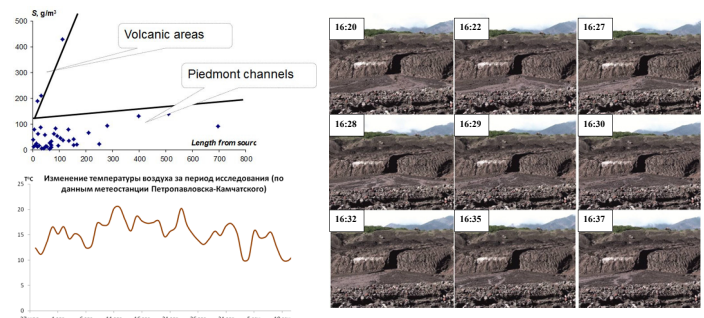 S, g/m³
500
400
300
200
100
0
Volcanic areas
Piedmont channels
Length from sourc
0 100 200 300 400 500 600 700 800
T°C
Изменение температуры воздуха за период исследования (по
данным метеостанции Петропавловска-Камчатского)
25
20
15
10
5
0
16:20
16:22
16:27
16:28
16:29
16:30
16:32
16:35
16:37